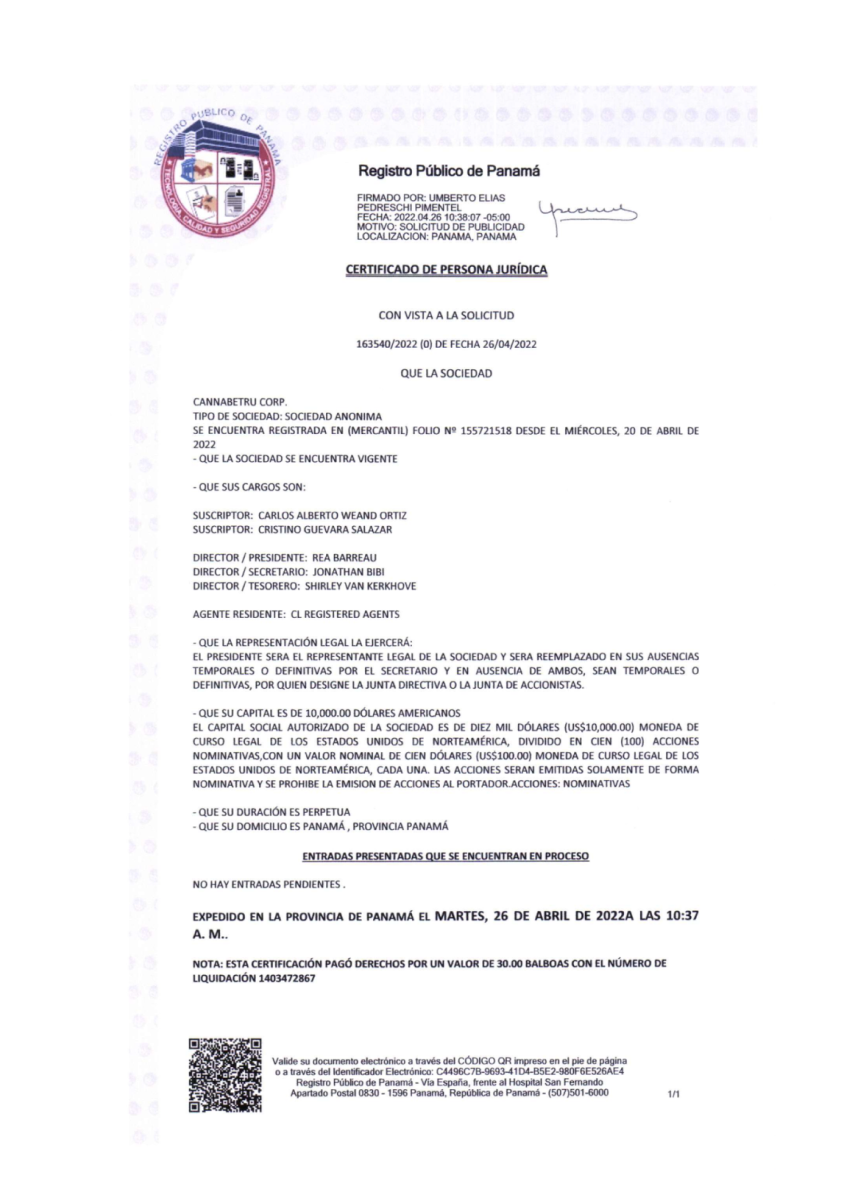 REGISTRO PUBLICO DE PANAMA
TECNOLOGIA, CALIDAD Y SEGURIDAD REGISTRAL
Registro Público de Panamá
FIRMADO POR: UMBERTO ELIAS
PEDRESCHI PIMENTEL
FECHA: 2022.04.26 10:38:07 -05:00
MOTIVO: SOLICITUD DE PUBLICIDAD
LOCALIZACION: PANAMA, PANAMA
CERTIFICADO DE PERSONA JURÍDICA
CON VISTA A LA SOLICITUD
163540/2022 (0) DE FECHA 26/04/2022
QUE LA SOCIEDAD
CANNABETRU CORP.
TIPO DE SOCIEDAD: SOCIEDAD ANONIMA
SE ENCUENTRA REGISTRADA EN (MERCANTIL) FOLIO Nº 155721518 DESDE EL MIÉRCOLES, 20 DE ABRIL DE
2022
- QUE LA SOCIEDAD SE ENCUENTRA VIGENTE
- QUE SUS CARGOS SON:
SUSCRIPTOR: CARLOS ALBERTO WEAND ORTIZ
SUSCRIPTOR: CRISTINO GUEVARA SALAZAR
DIRECTOR / PRESIDENTE: REA BARREAU
DIRECTOR / SECRETARIO: JONATHAN BIBI
DIRECTOR / TESORERO: SHIRLEY VAN KERKHOVE
AGENTE RESIDENTE: CL REGISTERED AGENTS
- QUE LA REPRESENTACIÓN LEGAL LA EJERCERÁ:
EL PRESIDENTE SERA EL REPRESENTANTE LEGAL DE LA SOCIEDAD Y SERA REEMPLAZADO EN SUS AUSENCIAS
TEMPORALES O DEFINITIVAS POR EL SECRETARIO Y EN AUSENCIA DE AMBOS, SEAN TEMPORALES O
DEFINITIVAS, POR QUIEN DESIGNE LA JUNTA DIRECTIVA O LA JUNTA DE ACCIONISTAS.
- QUE SU CAPITAL ES DE 10,000.00 DÓLARES AMERICANOS
EL CAPITAL SOCIAL AUTORIZADO DE LA SOCIEDAD ES DE DIEZ MIL DÓLARES (US$10,000.00) MONEDA DE
CURSO LEGAL DE LOS ESTADOS UNIDOS DE NORTEAMÉRICA, DIVIDIDO EN CIEN (100) ACCIONES
NOMINATIVAS,CON UN VALOR NOMINAL DE CIEN DÓLARES (US$100.00) MONEDA DE CURSO LEGAL DE LOS
ESTADOS UNIDOS DE NORTEAMÉRICA, CADA UNA. LAS ACCIONES SERAN EMITIDAS SOLAMENTE DE FORMA
NOMINATIVA Y SE PROHIBE LA EMISION DE ACCIONES AL PORTADOR.ACCIONES: NOMINATIVAS
- QUE SU DURACIÓN ES PERPETUA
- QUE SU DOMICILIO ES PANAMÁ , PROVINCIA PANAMÁ
ENTRADAS PRESENTADAS QUE SE ENCUENTRAN EN PROCESO
NO HAY ENTRADAS PENDIENTES .
EXPEDIDO EN LA PROVINCIA DE PANAMÁ EL MARTES, 26 DE ABRIL DE 2022A LAS 10:37
A. M..
NOTA: ESTA CERTIFICACIÓN PAGÓ DERECHOS POR UN VALOR DE 30.00 BALBOAS CON EL NÚMERO DE
LIQUIDACIÓN 1403472867
Valide su documento electrónico a través del CÓDIGO QR impreso en el pie de página
o a través del Identificador Electrónico: C4496C7B-9693-41D4-B5E2-980F6E526AE4
Registro Público de Panamá - Vía España, frente al Hospital San Fernando
Apartado Postal 0830 - 1596 Panamá, República de Panamá - (507)501-6000
1/1